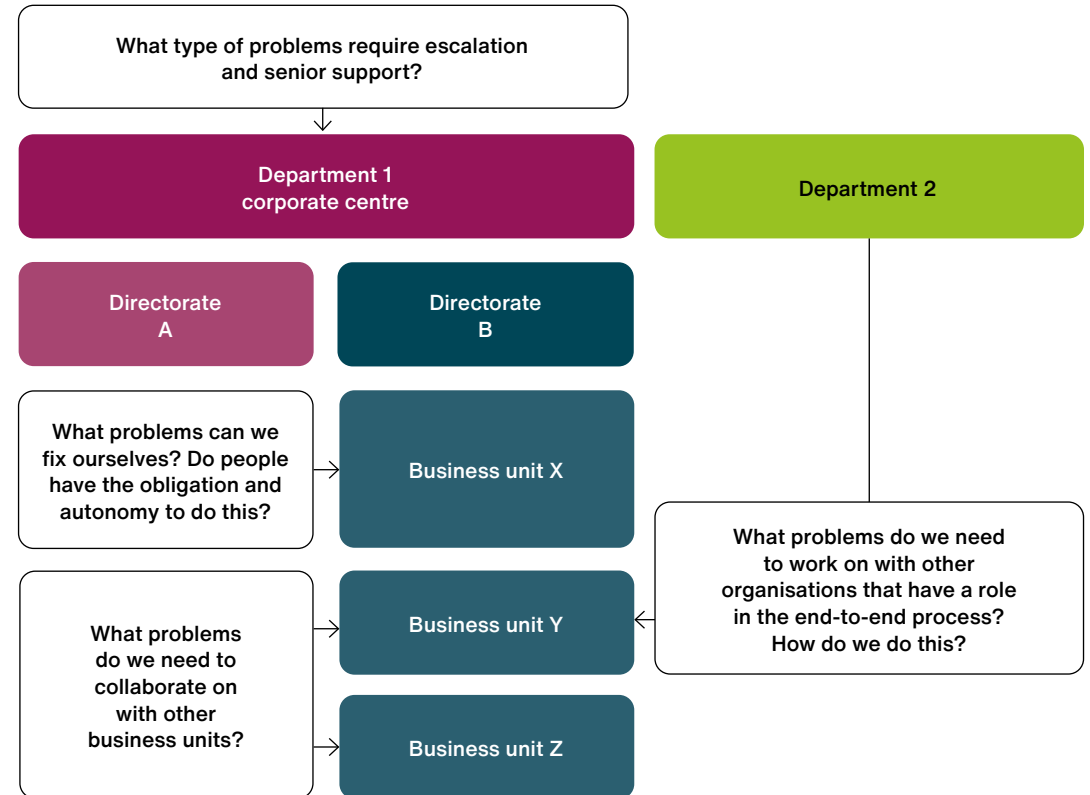 What type of problems require escalation
and senior support?
Department 1
corporate centre
Department 2
Directorate
A
Directorate
B
What problems can we
fix ourselves? Do people
have the obligation and
autonomy to do this?
Business unit X
What problems do we need
to work on with other
organisations that have a role
in the end-to-end process?
How do we do this?
What problems
do we need to
collaborate on
with other
business units?
Business unit Y
Business unit Z